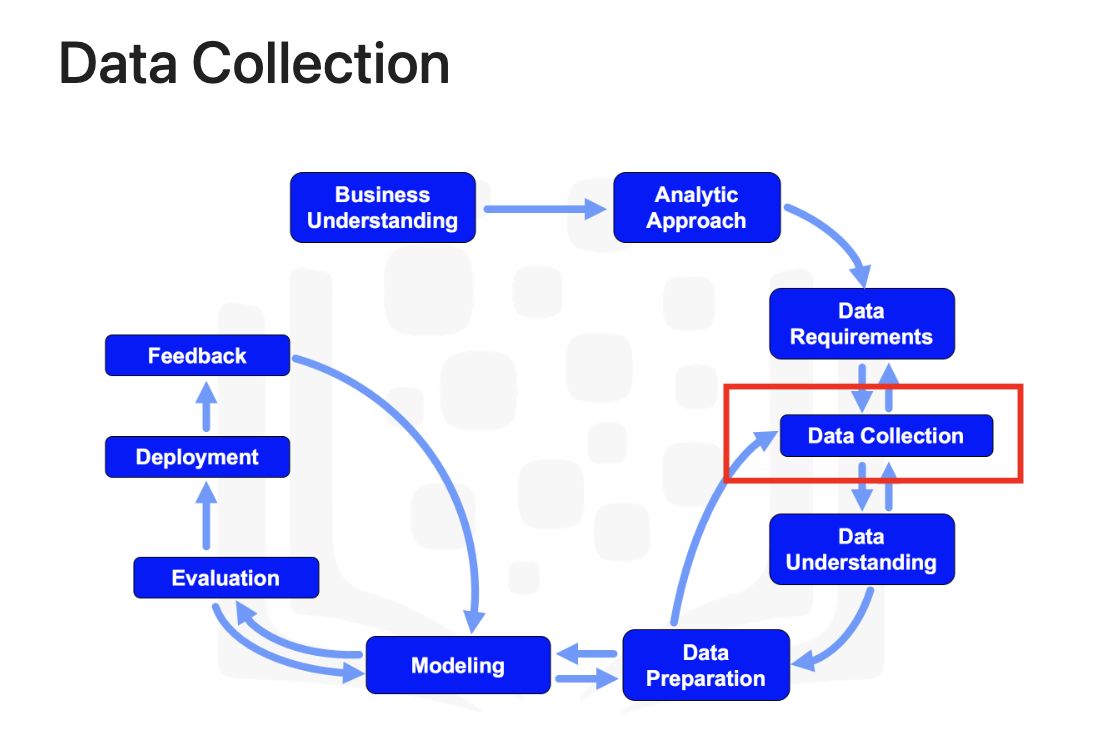 Data Collection
Business
Understanding
Analytic
Approach
Data
Requirements
Feedback
Data Collection
Deployment
Data
Understanding
Evaluation
Modeling
Data
Preparation